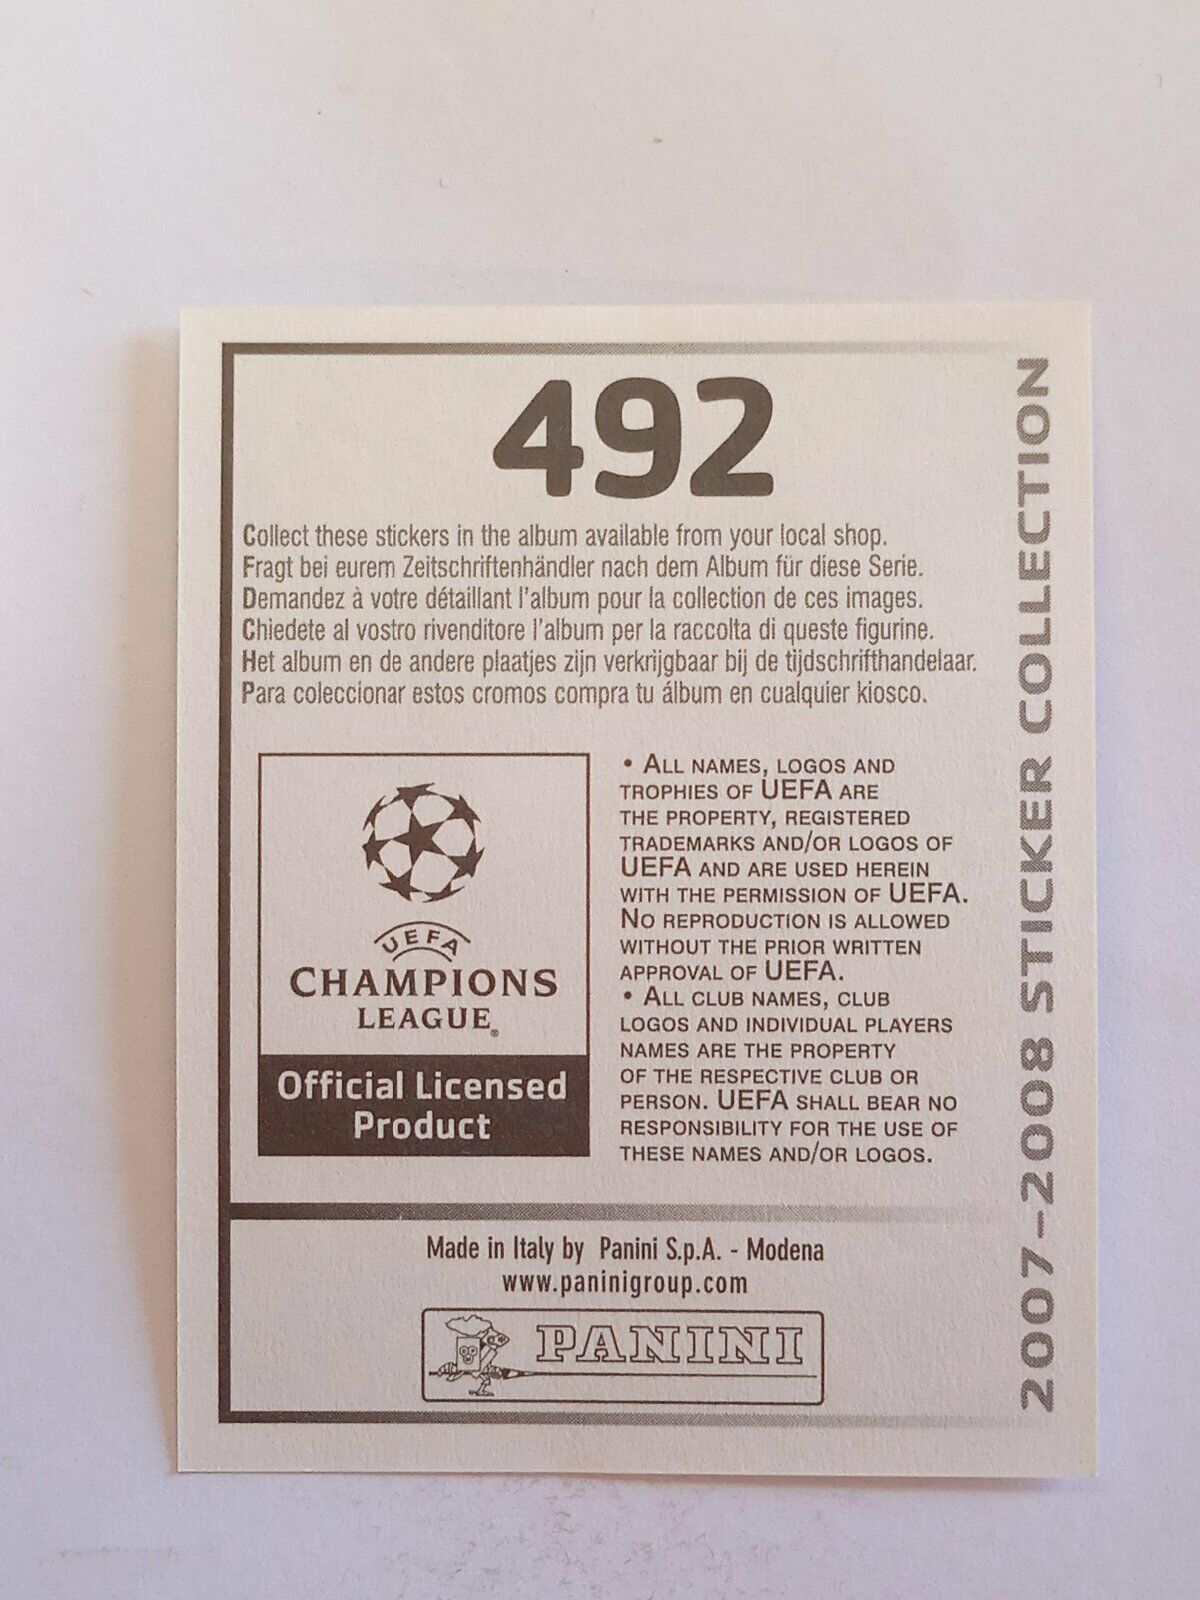 492
Collect these stickers in the album available from your local shop.
Fragt bei eurem Zeitschriftenhändler nach dem Album für diese Serie.
Demandez à votre détaillant l'album pour la collection de ces images.
Chiedete al vostro rivenditore l'album per la raccolta di queste figurine.
Het album en de andere plaatjes zijn verkrijgbaar bij de tijdschrifthandelaar.
Para coleccionar estos cromos compra tu álbum en cualquier kiosco.
UEFA
CHAMPIONS
LEAGUE®
Official Licensed
Product
• ALL NAMES, LOGOS AND
TROPHIES OF UEFA ARE
THE PROPERTY, REGISTERED
TRADEMARKS AND/OR LOGOS OF
UEFA AND ARE USED HEREIN
WITH THE PERMISSION OF UEFA.
NO REPRODUCTION IS ALLOWED
WITHOUT THE PRIOR WRITTEN
APPROVAL OF UEFA.
• ALL CLUB NAMES, CLUB
LOGOS AND INDIVIDUAL PLAYERS
NAMES ARE THE PROPERTY
OF THE RESPECTIVE CLUB OR
PERSON. UEFA SHALL BEAR NO
RESPONSIBILITY FOR THE USE OF
THESE NAMES AND/OR LOGOS.
Made in Italy by Panini S.p.A. - Modena
www.paninigroup.com
PANINI
2007-2008 STICKER COLLECTION